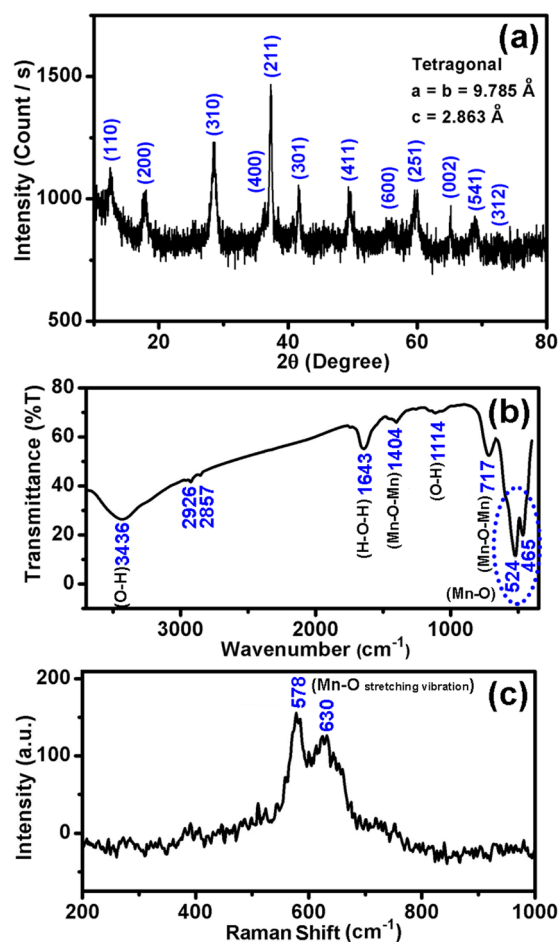 (a)
Tetragonal
a = b = 9.785 Å
c = 2.863 Å
(110)
(200)
(310)
(400)
(211)
(301)
(411)
(600)
(251)
(002)
(541)
(312)
Intensity (Count / s)
1500
1000
500
20 40 60 80
2θ (Degree)
(b)
Transmittance (%T)
80
60
40
20
0
(O-H)3436
2926
2857
(H-O-H)1643
(Mn-O-Mn)1404
(O-H)1114
(Mn-O-Mn) 717
(Mn-O)
524
465
3000 2000 1000
Wavenumber (cm⁻¹)
(c)
578
(Mn-O stretching vibration)
630
Intensity (a.u.)
200
100
0
200 400 600 800 1000
Raman Shift (cm⁻¹)